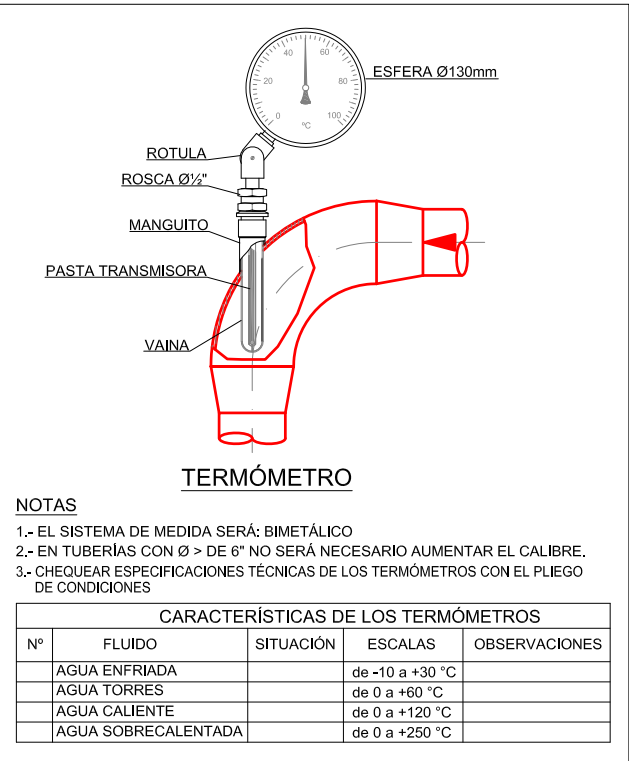 40 60
20 80
0 100
ºC
ESFERA Ø130mm
ROTULA
ROSCA Ø½"
MANGUITO
PASTA TRANSMISORA
VAINA
TERMÓMETRO
NOTAS
1.- EL SISTEMA DE MEDIDA SERÁ: BIMETÁLICO
2.- EN TUBERÍAS CON Ø > DE 6" NO SERÁ NECESARIO AUMENTAR EL CALIBRE.
3.- CHEQUEAR ESPECIFICACIONES TÉCNICAS DE LOS TERMÓMETROS CON EL PLIEGO
DE CONDICIONES
CARACTERÍSTICAS DE LOS TERMÓMETROS
Nº FLUIDO SITUACIÓN ESCALAS OBSERVACIONES
AGUA ENFRIADA de -10 a +30 °C
AGUA TORRES de 0 a +60 °C
AGUA CALIENTE de 0 a +120 °C
AGUA SOBRECALENTADA de 0 a +250 °C